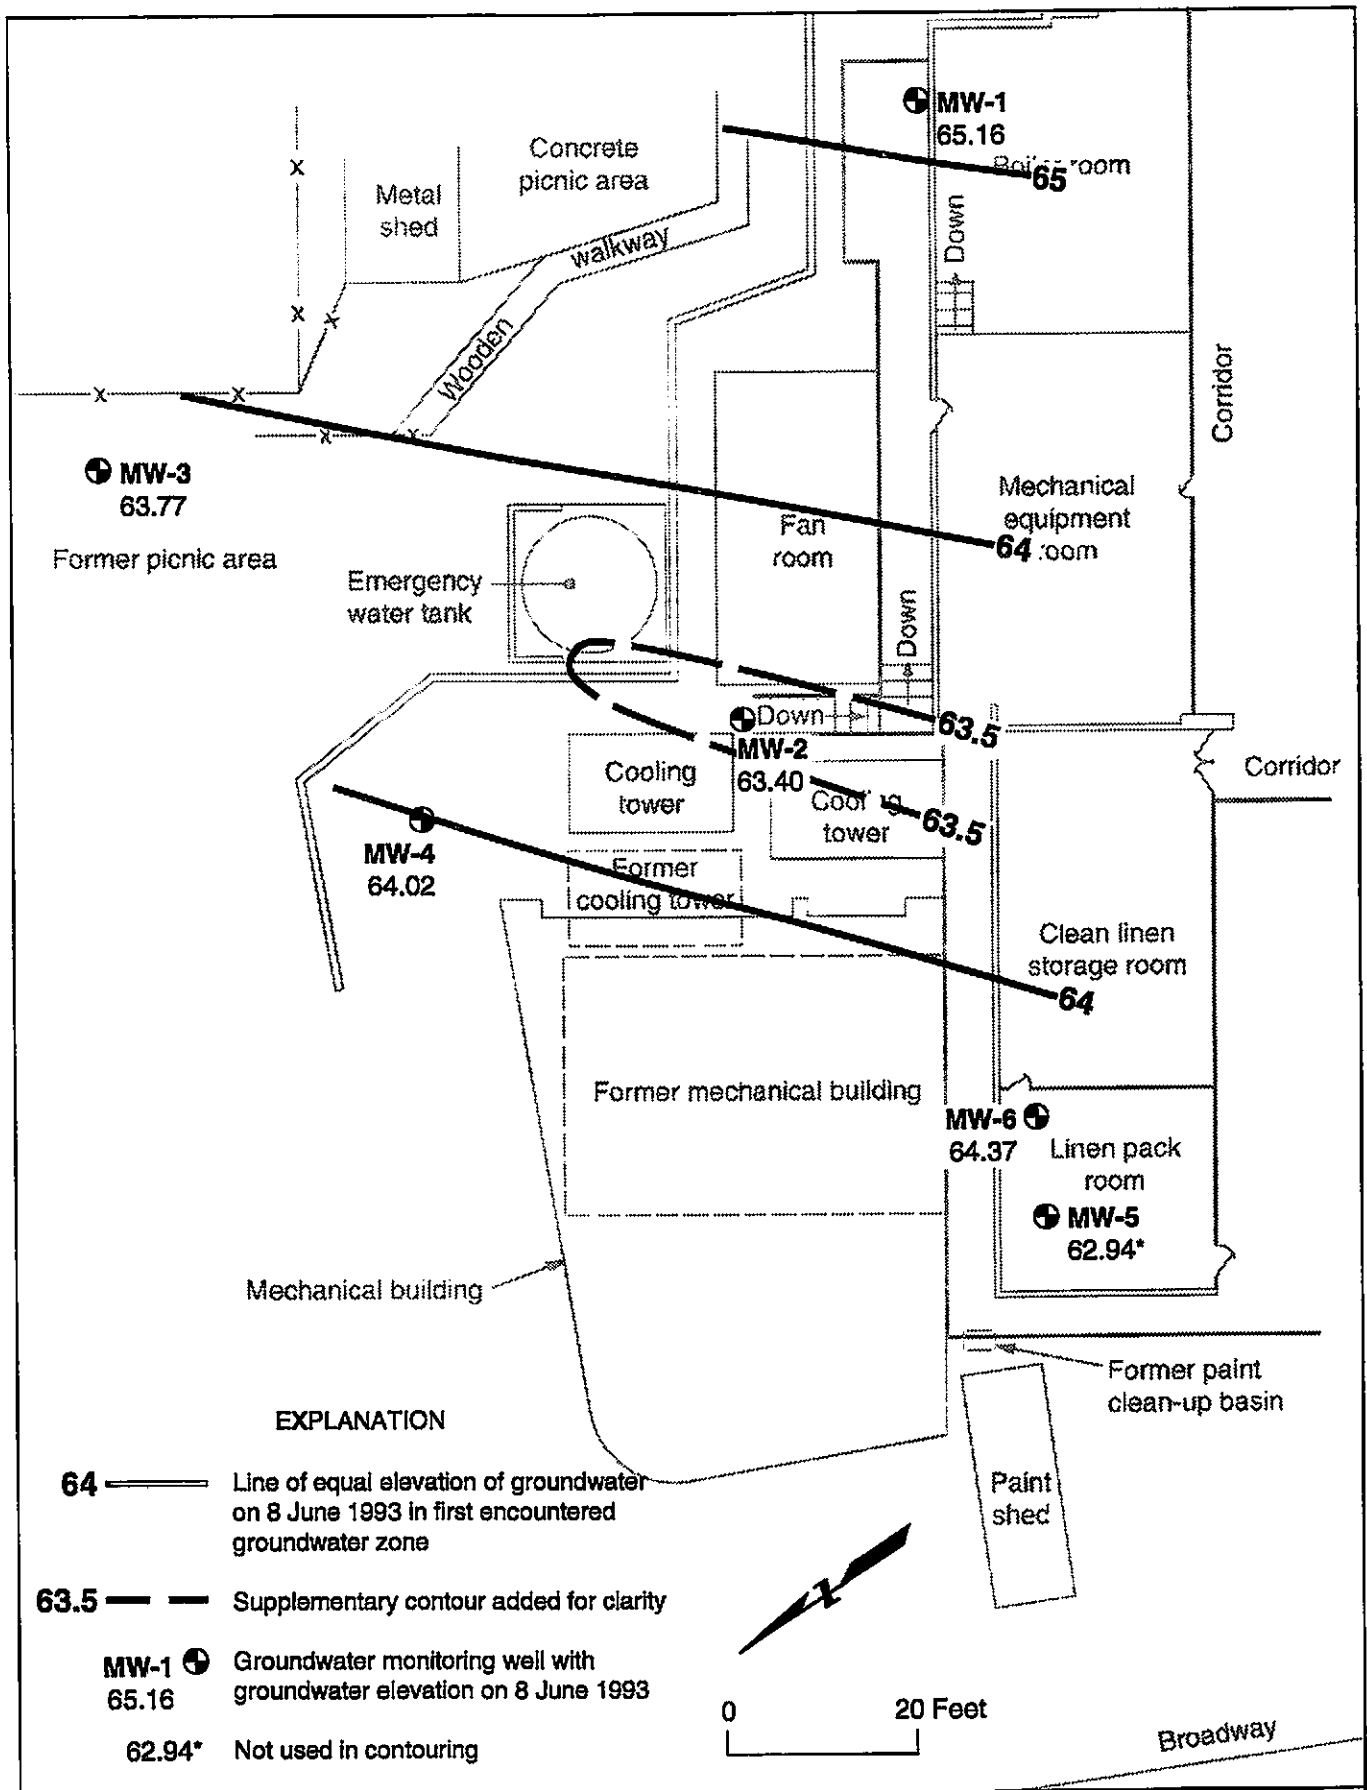 MW-1
65.16
Boiler room
65
Concrete
picnic area
Metal
shed
Wooden walkway
Down
Corridor
MW-3
63.77
Former picnic area
Mechanical
equipment
room
64
Fan
room
Emergency
water tank
Down
63.5
Down
MW-2
63.40
Cooling
tower
Cooling
tower
63.5
Corridor
MW-4
64.02
Former
cooling tower
Clean linen
storage room
64
Former mechanical building
MW-6
64.37
Linen pack
room
MW-5
62.94*
Mechanical building
Former paint
clean-up basin
Paint
shed
EXPLANATION
64 Line of equal elevation of groundwater
on 8 June 1993 in first encountered
groundwater zone
63.5 Supplementary contour added for clarity
MW-1 Groundwater monitoring well with
65.16 groundwater elevation on 8 June 1993
62.94* Not used in contouring
Z
0 20 Feet
Broadway